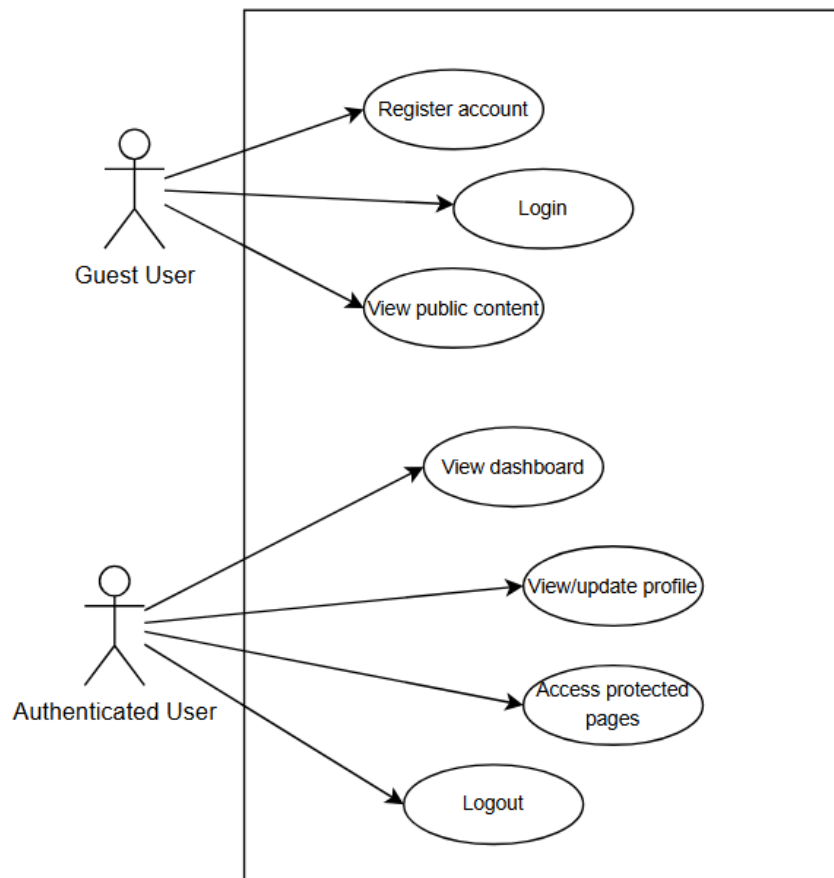 Register account
Login
Guest User
View public content
View dashboard
View/update profile
Access protected
pages
Authenticated User
Logout